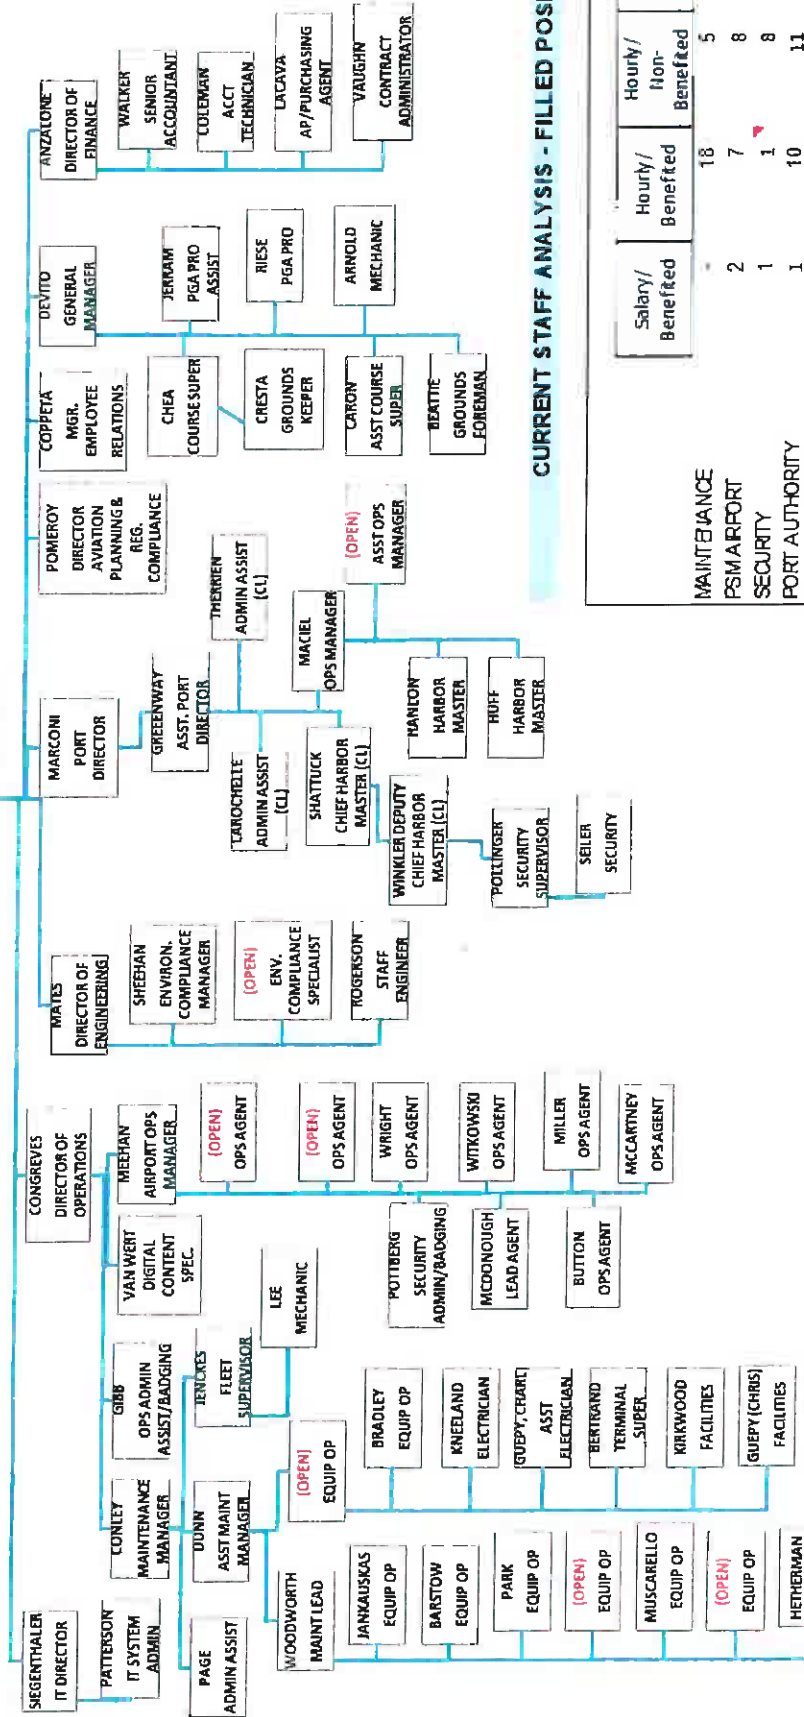 SIEGENTHALER
IT DIRECTOR
PATTERSON
IT SYSTEM
ADMIN
CONGREVES
DIRECTOR OF
OPERATIONS
CONLEY
MAINTENANCE
MANAGER
GIBB
OPS ADMIN
ASSIST/BADGING
VAN WERT
DIGITAL
CONTENT
SPEC.
MEEHAN
AIRPORT OPS
MANAGER
PAGE
ADMIN ASSIST
DUNN
ASST MAINT
MANAGER
JENCKES
FLEET
SUPERVISOR
LEE
MECHANIC
WOODWORTH
MAINT LEAD
(OPEN)
EQUIP OP
JANKAUSKAS
EQUIP OP
BARSTOW
EQUIP OP
PARK
EQUIP OP
(OPEN)
EQUIP OP
MUSCARELLO
EQUIP OP
(OPEN)
EQUIP OP
HETHERMAN
BRADLEY
EQUIP OP
KNEELAND
ELECTRICIAN
ASST
ELECTRICIAN
BERTRAND
TERMINAL
SUPER
KIRKWOOD
FACILITIES
GUEPY (CHRIS)
FACILITIES
(OPEN)
OPS AGENT
(OPEN)
OPS AGENT
POTTBERG
SECURITY
ADMIN/BADGING
WRIGHT
OPS AGENT
MCDONOUGH
LEAD AGENT
WITKOWSKI
OPS AGENT
BUTTON
OPS AGENT
MILLER
OPS AGENT
MCCARTNEY
OPS AGENT
MATES
DIRECTOR OF
ENGINEERING
SHEEHAN
ENVIRON.
COMPLIANCE
MANAGER
(OPEN)
ENV.
COMPLIANCE
SPECIALIST
ROGERSON
STAFF
ENGINEER
MARCONI
PORT
DIRECTOR
GREEENWAY
ASST. PORT
DIRECTOR
LAROCHELLE
ADMIN ASSIST
(CL)
THERRIEN
ADMIN ASSIST
(CL)
SHATTUCK
CHIEF HARBOR
MASTER (CL)
MACIEL
OPS MANAGER
WINKLER DEPUTY
CHIEF HARBOR
MASTER (CL)
POLLINGER
SECURITY
SUPERVISOR
SEILER
SECURITY
(OPEN)
ASST OPS
MANAGER
HARBOR
MASTER
HUFF
HARBOR
MASTER
POMEROY
DIRECTOR
AVIATION
PLANNING &
REG.
COMPLIANCE
COPPETA
MGR.
EMPLOYEE
RELATIONS
DEVITO
GENERAL
MANAGER
CHEA
COURSE SUPER
JERRAM
PGA PRO
ASSIST
CRESTA
GROUNDS
KEEPER
RIESE
PGA PRO
CARON
ASST COURSE
SUPER
ARNOLD
MECHANIC
BEATTIE
GROUNDS
FOREMAN
ANZALONE
DIRECTOR OF
FINANCE
WALKER
SENIOR
ACCOUNTANT
COLEMAN
ACCT
TECHNICIAN
LACAVA
AP/PURCHASING
AGENT
VAUGHN
CONTRACT
ADMINISTRATOR
CURRENT STAFF ANALYSIS - FILLED POSI
Salary/ Benefited Hourly/ Benefited Hourly/ Non- Benefited
MAINTENANCE - 18 5
PSM AIRPORT 2 7 8
SECURITY 1 1 8
PORT AUTHORITY 1 10 11